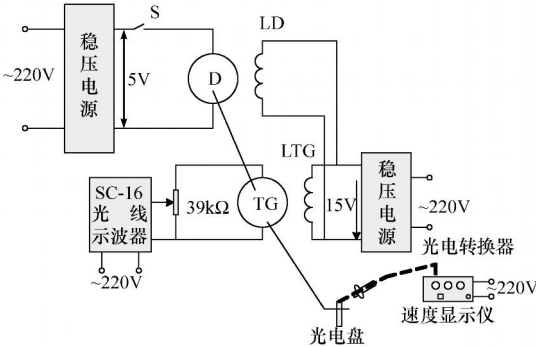 S
LD
~220V
稳压电源
5V
D
LTG
SC-16
光线
示波器
39kΩ
TG
15V
稳压电源
~220V
~220V
光电转换器
~220V
光电盘
速度显示仪